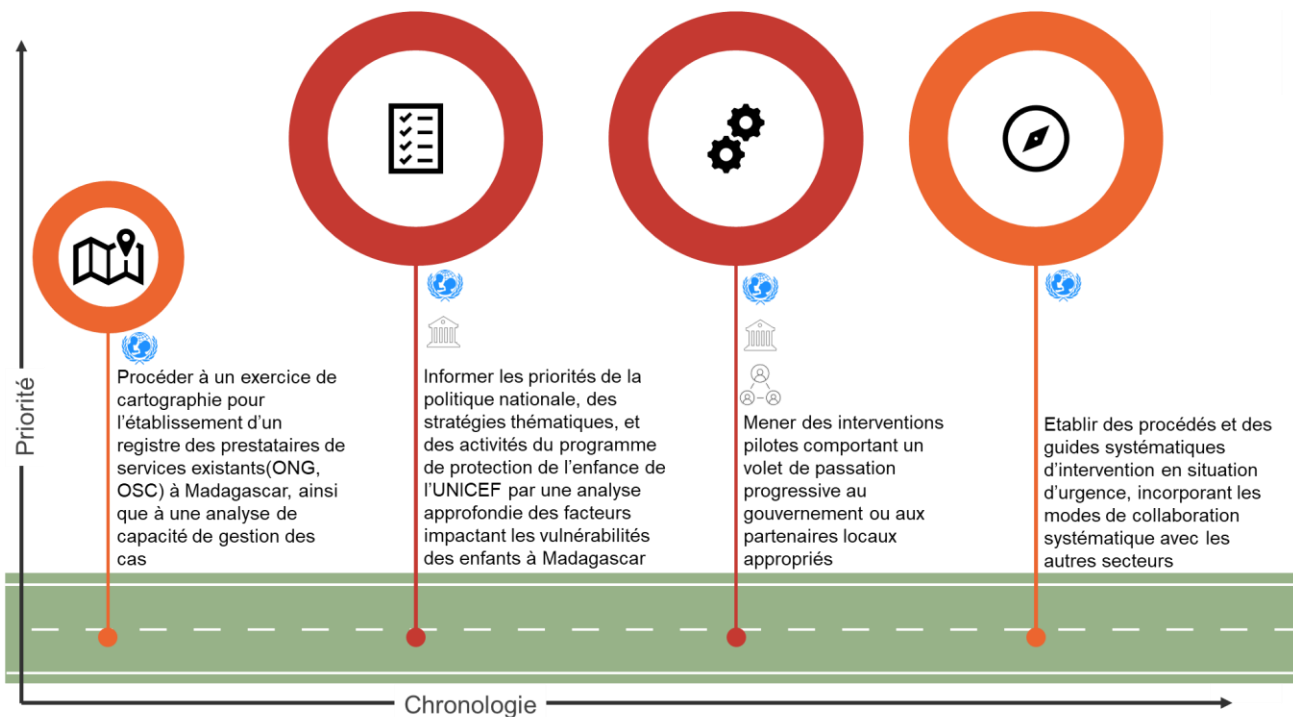 Priorité
Procéder à un exercice de
cartographie pour
l'établissement d'un
registre des prestataires de
services existants(ONG,
OSC) à Madagascar, ainsi
que à une analyse de
capacité de gestion des
cas
Informer les priorités de la
politique nationale, des
stratégies thématiques, et
des activités du programme
de protection de l'enfance de
l'UNICEF par une analyse
approfondie des facteurs
impactant les vulnérabilités
des enfants à Madagascar
Mener des interventions
pilotes comportant un
volet de passation
progressive au
gouvernement ou aux
partenaires locaux
appropriés
Etablir des procédés et des
guides systématiques
d'intervention en situation
d'urgence, incorporant les
modes de collaboration
systématique avec les
autres secteurs
Chronologie